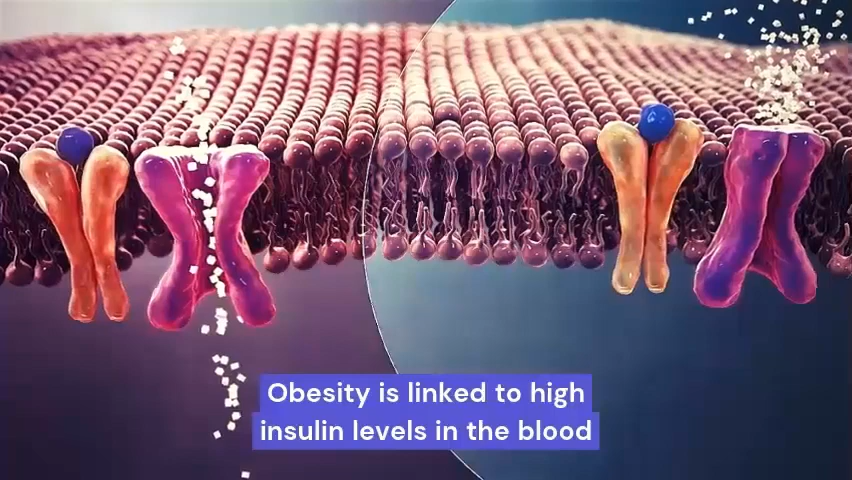 Obesity is linked to high
insulin levels in the blood